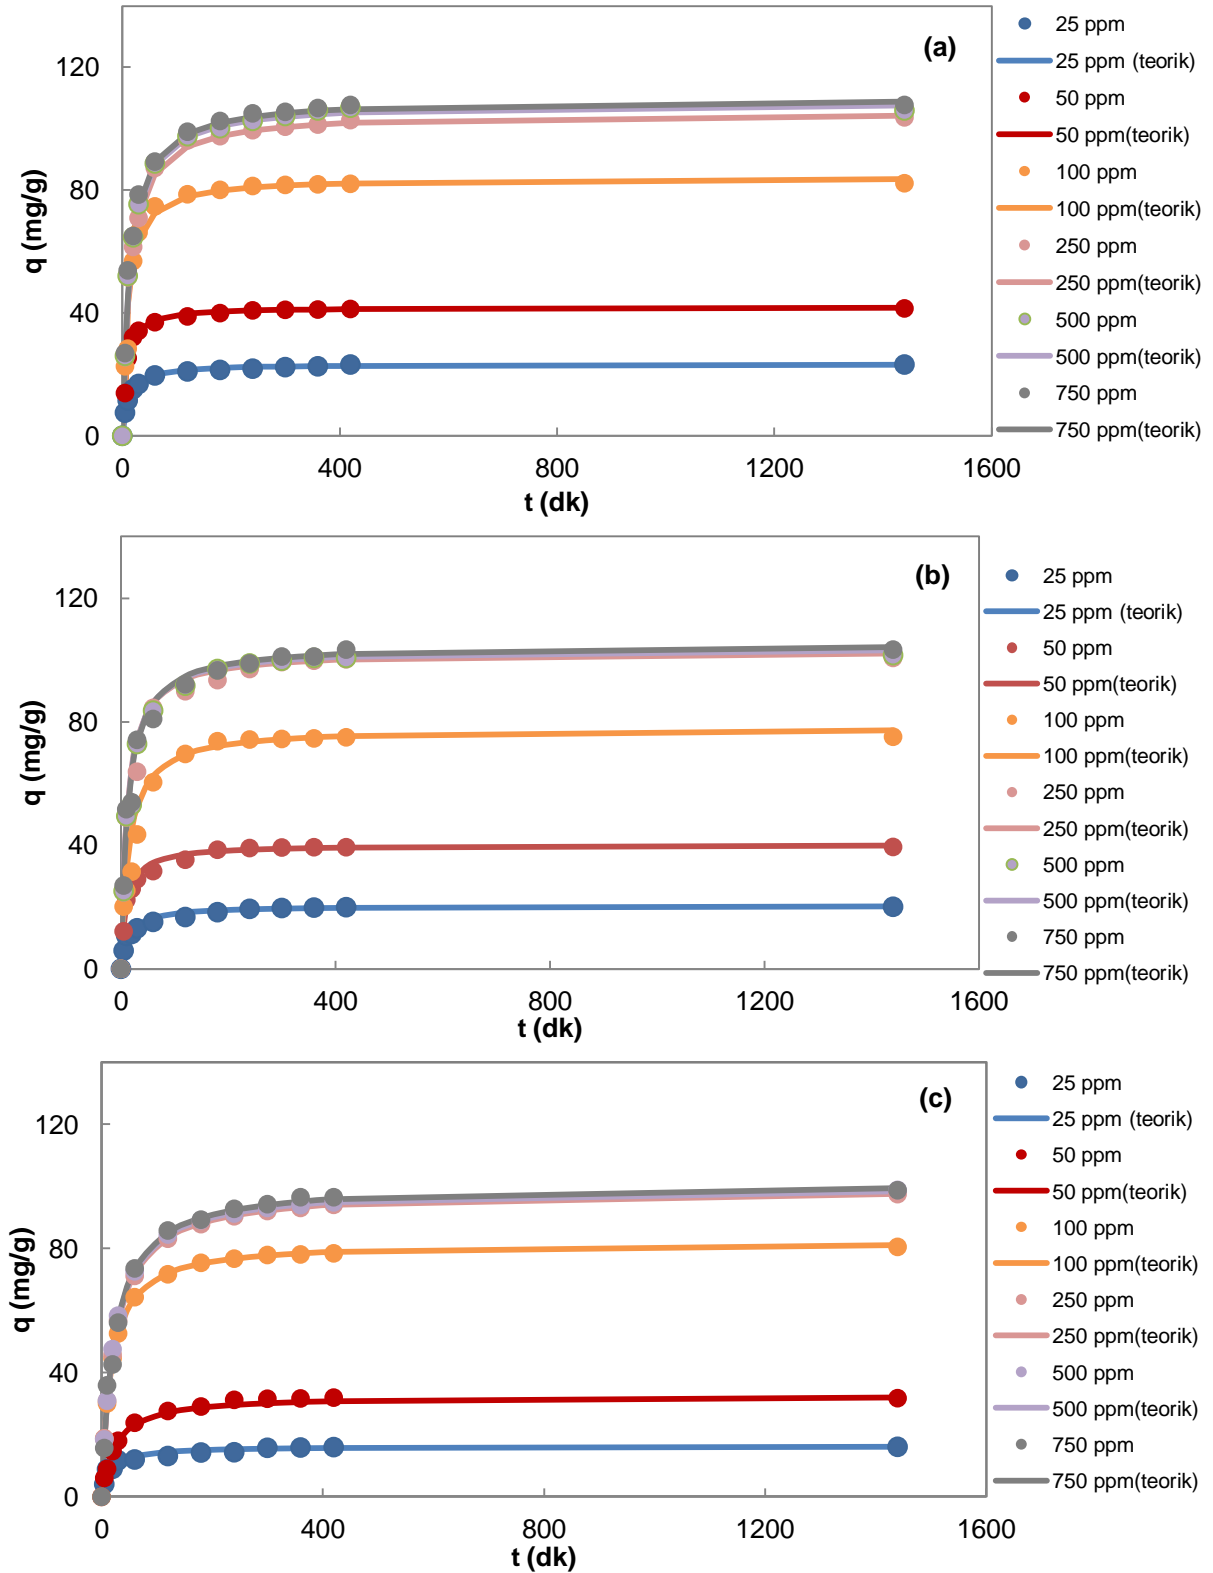 (a)
q (mg/g)
120
80
40
0
0 400 800 1200 1600
t (dk)
25 ppm
25 ppm (teorik)
50 ppm
50 ppm(teorik)
100 ppm
100 ppm(teorik)
250 ppm
250 ppm(teorik)
500 ppm
500 ppm(teorik)
750 ppm
750 ppm(teorik)
(b)
q (mg/g)
120
80
40
0
0 400 800 1200 1600
t (dk)
25 ppm
25 ppm (teorik)
50 ppm
50 ppm(teorik)
100 ppm
100 ppm(teorik)
250 ppm
250 ppm(teorik)
500 ppm
500 ppm(teorik)
750 ppm
750 ppm(teorik)
(c)
q (mg/g)
120
80
40
0
0 400 800 1200 1600
t (dk)
25 ppm
25 ppm (teorik)
50 ppm
50 ppm(teorik)
100 ppm
100 ppm(teorik)
250 ppm
250 ppm(teorik)
500 ppm
500 ppm(teorik)
750 ppm
750 ppm(teorik)